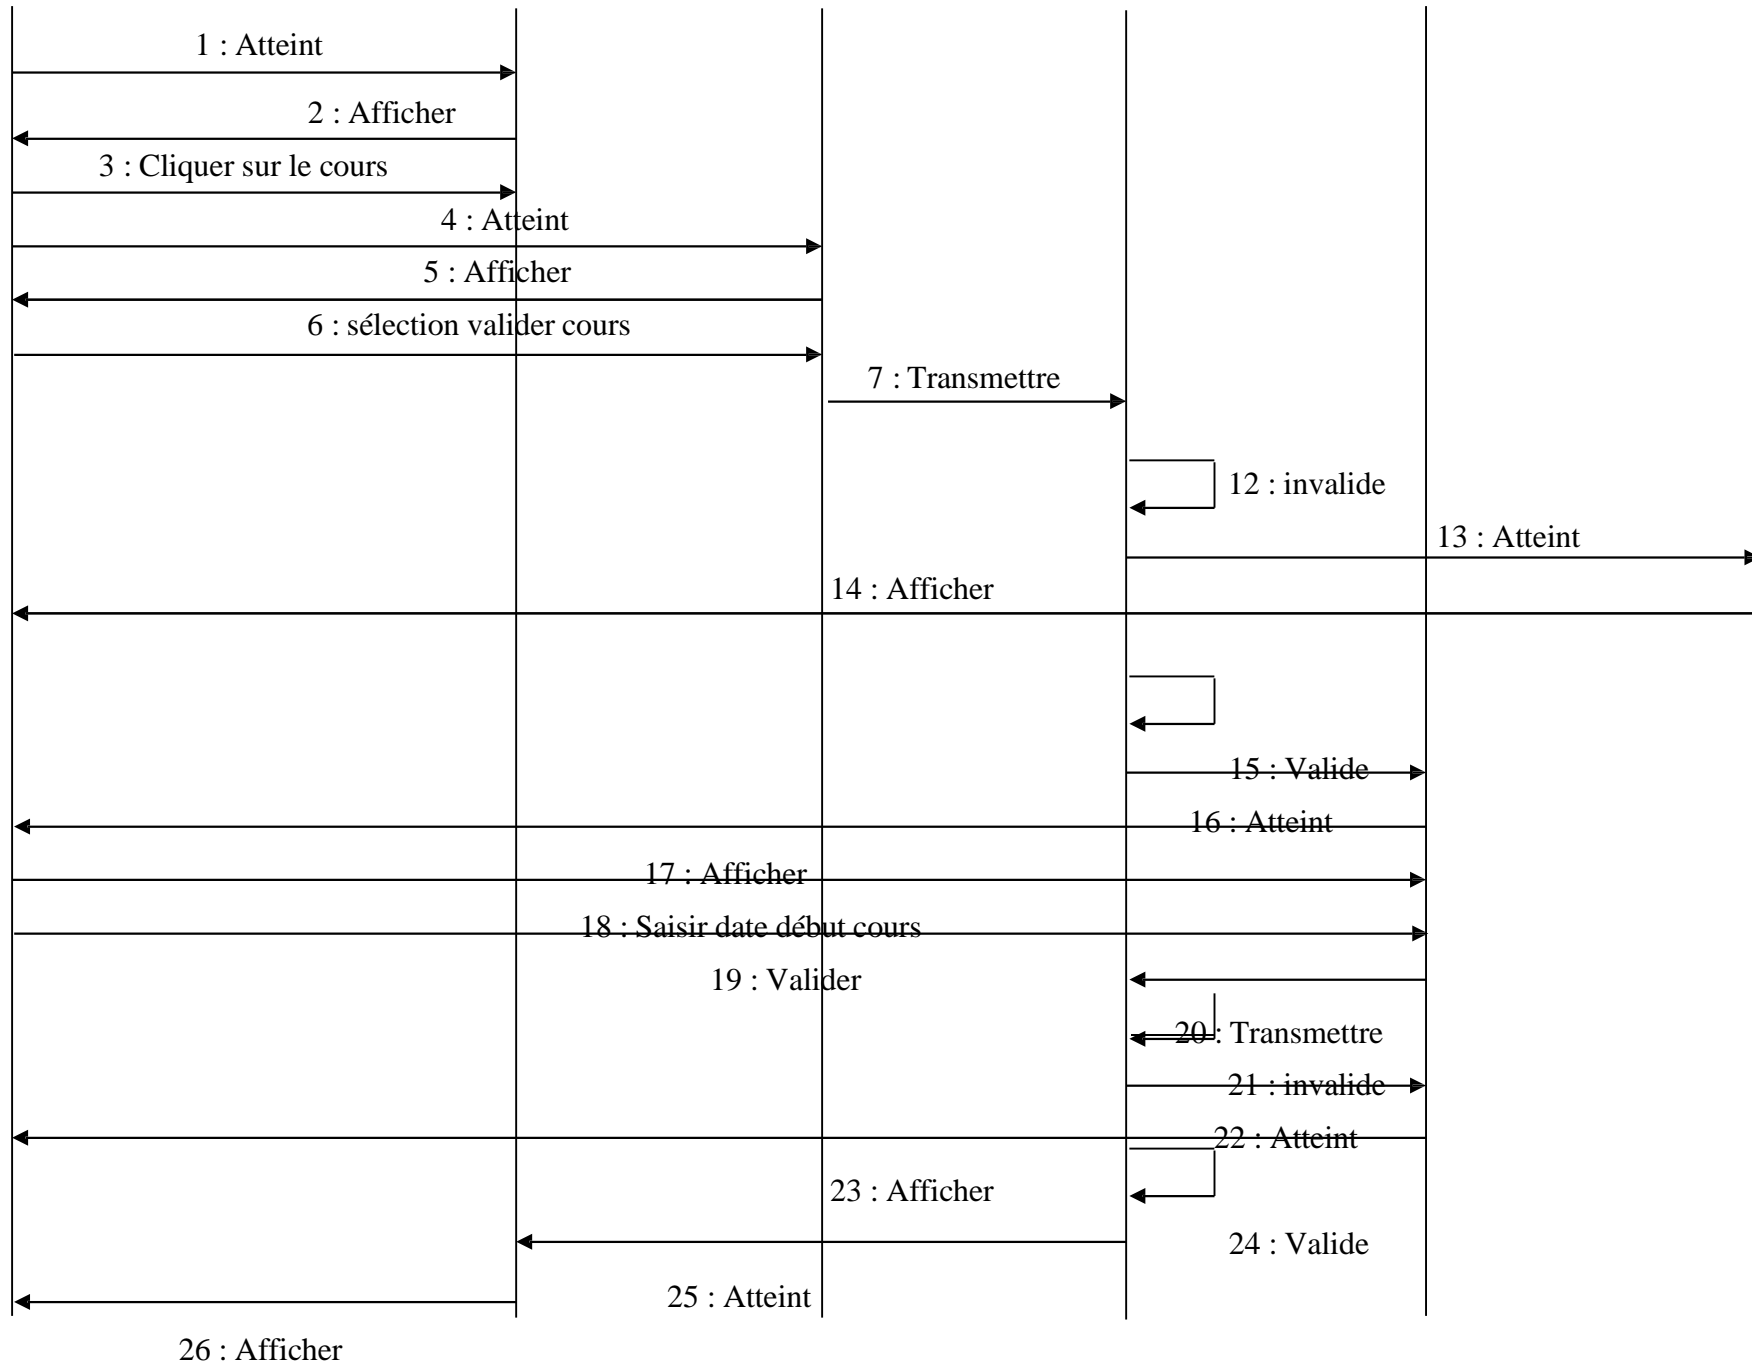 1 : Atteint
2 : Afficher
3 : Cliquer sur le cours
4 : Atteint
5 : Afficher
6 : sélection valider cours
7 : Transmettre
12 : invalide
13 : Atteint
14 : Afficher
15 : Valide
16 : Atteint
17 : Afficher
18 : Saisir date début cours
19 : Valider
20 : Transmettre
21 : invalide
22 : Atteint
23 : Afficher
24 : Valide
25 : Atteint
26 : Afficher